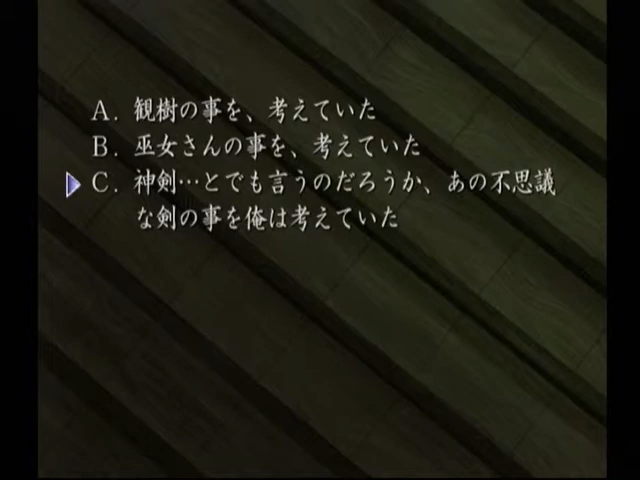 A. 観樹の事を、考えていた
B. 巫女さんの事を、考えていた
C. 神剣…とでも言うのだろうか、あの不思議
な剣の事を俺は考えていた